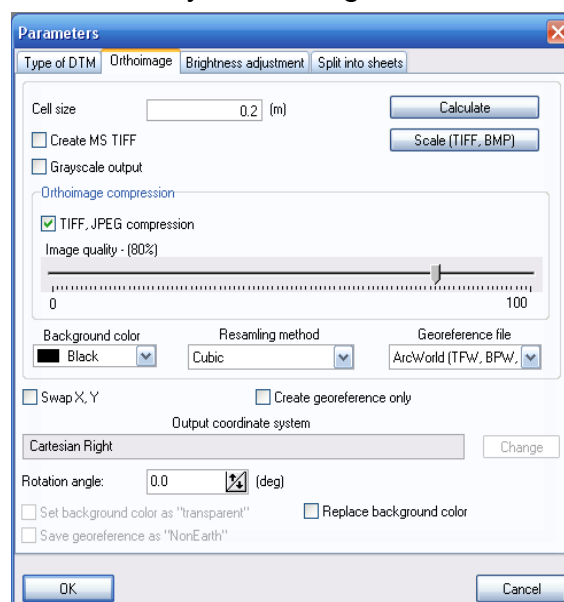 Parameters
Type of DTM Orthoimage Brightness adjustment Split into sheets
Cell size 0.2 (m) Calculate
Create MS TIFF Scale (TIFF, BMP)
Grayscale output
Orthoimage compression
TIFF, JPEG compression
Image quality - (80%)
0 100
Background color Resamling method Georeference file
Black Cubic ArcWorld (TFW, BPW,
Swap X, Y Create georeference only
Output coordinate system
Cartesian Right Change
Rotation angle: 0.0 (deg)
Set background color as "transparent" Replace background color
Save georeference as "NonEarth"
OK Cancel